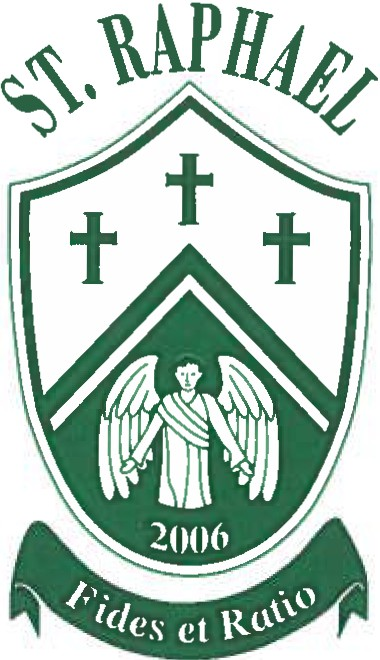 ST. RAPHAEL
2006
Fides et Ratio